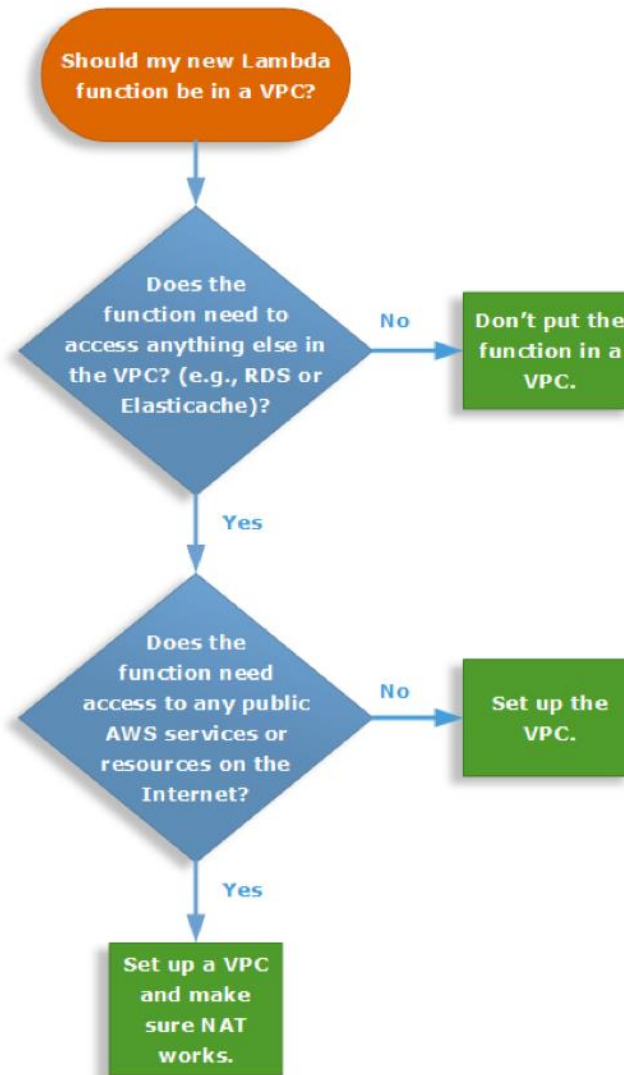 Should my new Lambda
function be in a VPC?
Does the
function need to
access anything else in
the VPC? (e.g., RDS or
Elasticache)?
No
Don’t put the
function in a
VPC.
Yes
Does the
function need
access to any public
AWS services or
resources on the
Internet?
No
Set up the
VPC.
Yes
Set up a VPC
and make
sure NAT
works.